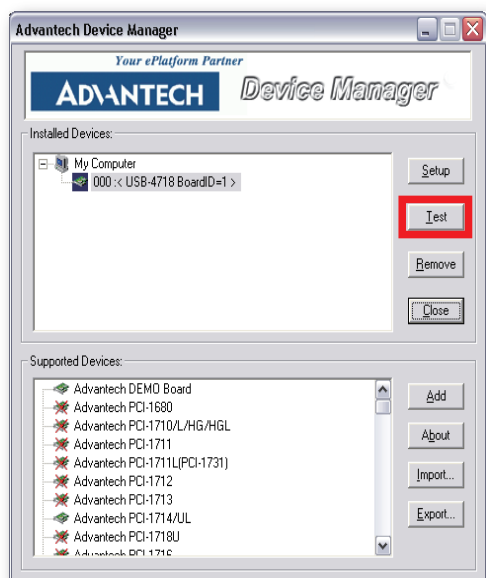 Advantech Device Manager
Your ePlatform Partner
ADVANTECH Device Manager
Installed Devices:
My Computer
000 :< USB-4718 BoardID=1 >
Setup
Test
Remove
Close
Supported Devices:
Advantech DEMO Board
Advantech PCI-1680
Advantech PCI-1710/L/HG/HGL
Advantech PCI-1711
Advantech PCI-1711L(PCI-1731)
Advantech PCI-1712
Advantech PCI-1713
Advantech PCI-1714/UL
Advantech PCI-1718U
Advantech PCI-1716
Add
About
Import...
Export...